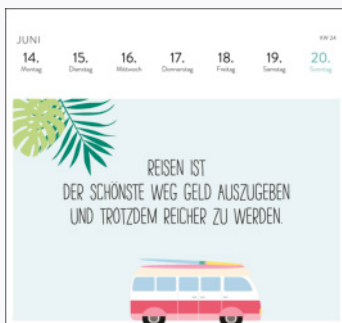 JUNI
KW 24
14. 15. 16. 17. 18. 19. 20.
Montag Dienstag Mittwoch Donnerstag Freitag Samstag Sonntag
REISEN IST
DER SCHÖNSTE WEG GELD AUSZUGEBEN
UND TROTZDEM REICHER ZU WERDEN.